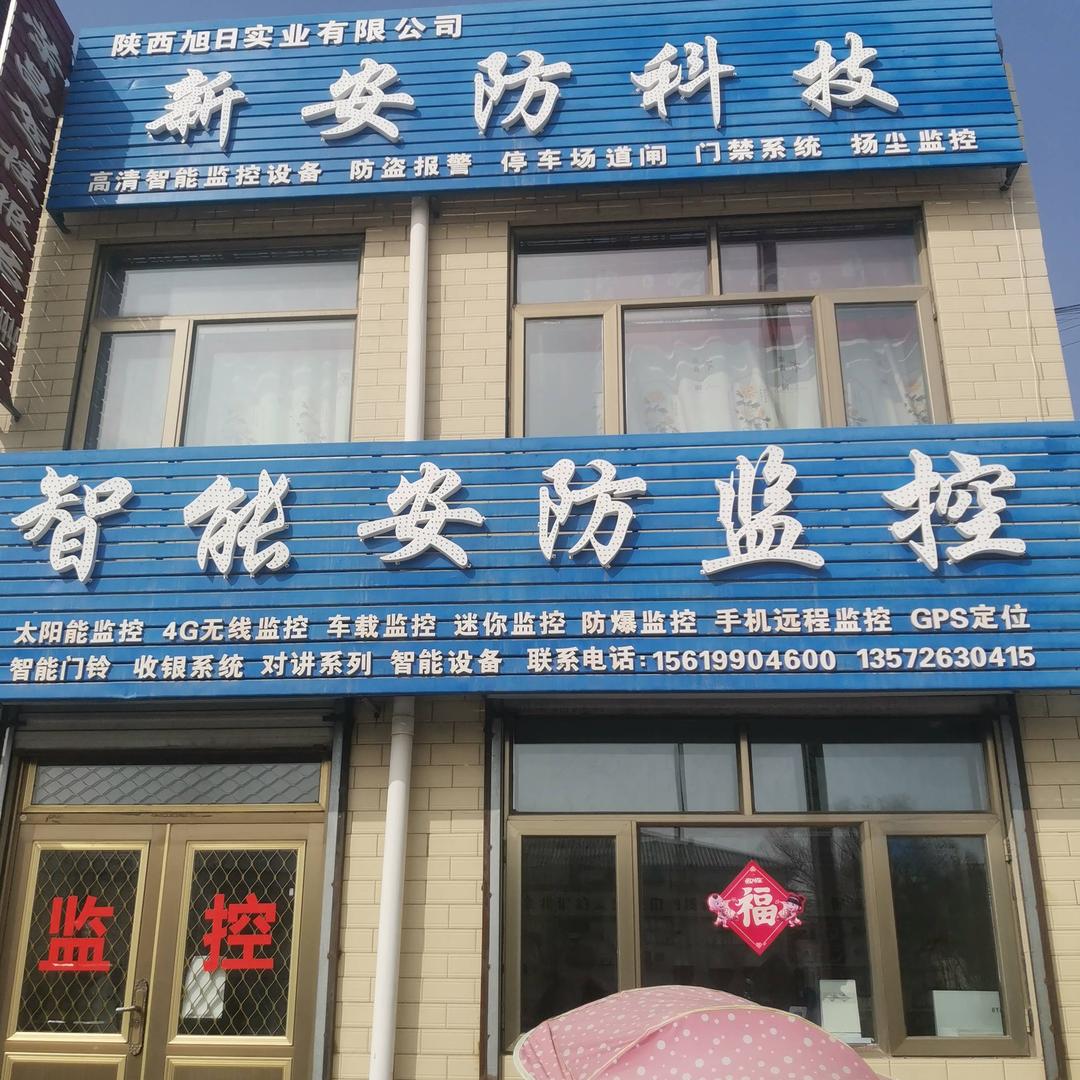 陕西旭日实业有限公司
新安防科技
高清智能监控设备 防盗报警 停车场道闸 门禁系统 扬尘监控
智能安防监控
太阳能监控 4G无线监控 车载监控 迷你监控 防爆监控 手机远程监控 GPS定位
智能门铃 收银系统 对讲系列 智能设备 联系电话:15619904600 13572630415
监 控
福